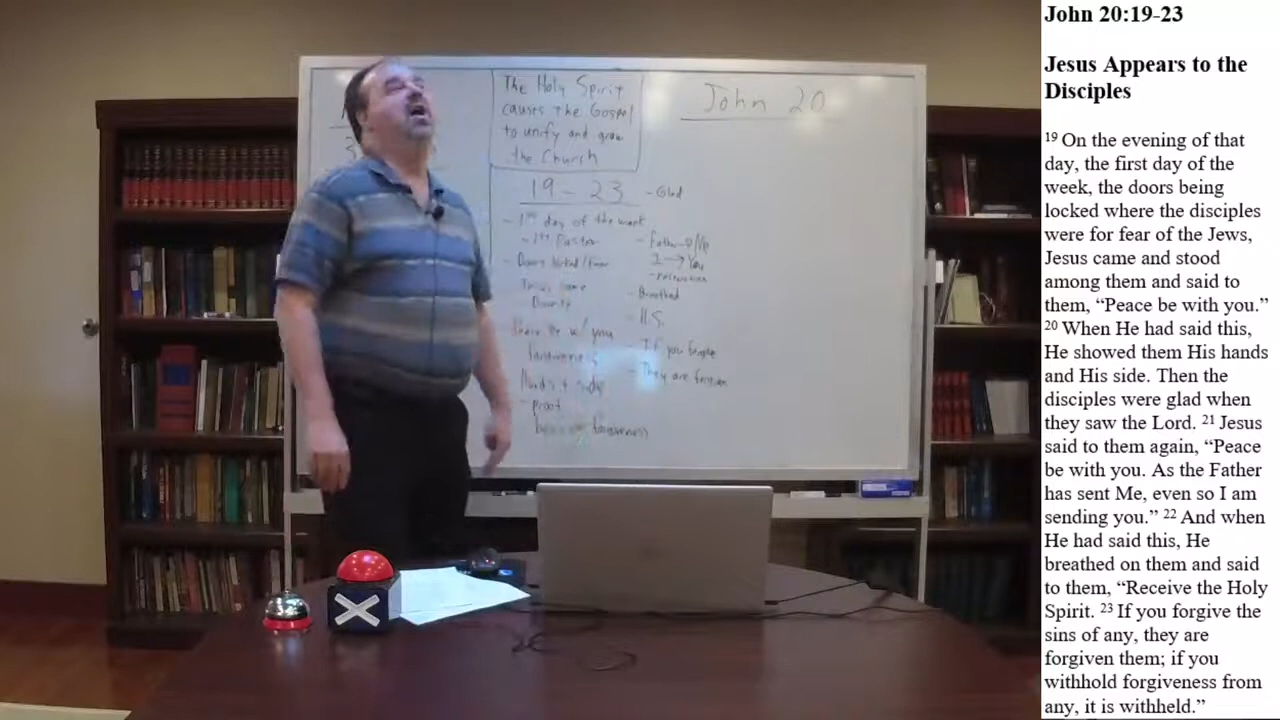 The Holy Spirit
causes the Gospel
to unify and grow
the Church
John 20
19 - 23
- Glad
- 1st day of the week
1st Pastor
- Father → Me
I → You
- Doors locked/fear
- Breathed
Jesus came
- H.S.
- Peace be w/ you
- If you forgive
forgiveness
- They are forgiven
Hands + side
- proof
forgiveness
John 20:19-23
Jesus Appears to the
Disciples
19 On the evening of that
day, the first day of the
week, the doors being
locked where the disciples
were for fear of the Jews,
Jesus came and stood
among them and said to
them, “Peace be with you.”
20 When He had said this,
He showed them His hands
and His side. Then the
disciples were glad when
they saw the Lord. 21 Jesus
said to them again, “Peace
be with you. As the Father
has sent Me, even so I am
sending you.” 22 And when
He had said this, He
breathed on them and said
to them, “Receive the Holy
Spirit. 23 If you forgive the
sins of any, they are
forgiven them; if you
withhold forgiveness from
any, it is withheld.”